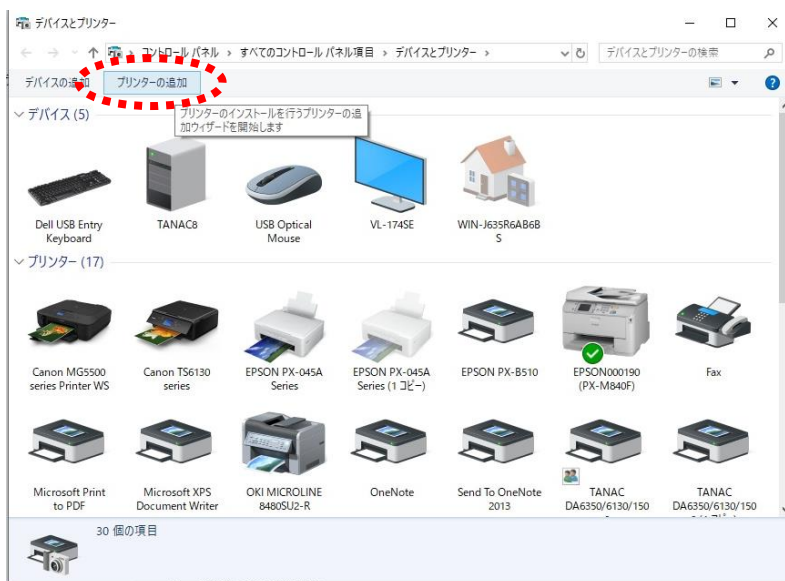 デバイスとプリンター
コントロール パネル › すべてのコントロール パネル項目 › デバイスとプリンター ›
デバイスとプリンターの検索
デバイスの追加 プリンターの追加
プリンターのインストールを行うプリンターの追
加ウィザードを開始します
デバイス (5)
Dell USB Entry
Keyboard
TANAC8
USB Optical
Mouse
VL-174SE
WIN-J635R6AB6B
S
プリンター (17)
Canon MG5500
series Printer WS
Canon TS6130
series
EPSON PX-045A
Series
EPSON PX-045A
Series (1 コピー)
EPSON PX-B510
EPSON000190
(PX-M840F)
Fax
Microsoft Print
to PDF
Microsoft XPS
Document Writer
OKI MICROLINE
8480SU2-R
OneNote
Send To OneNote
2013
TANAC
DA6350/6130/150
TANAC
DA6350/6130/150
30 個の項目